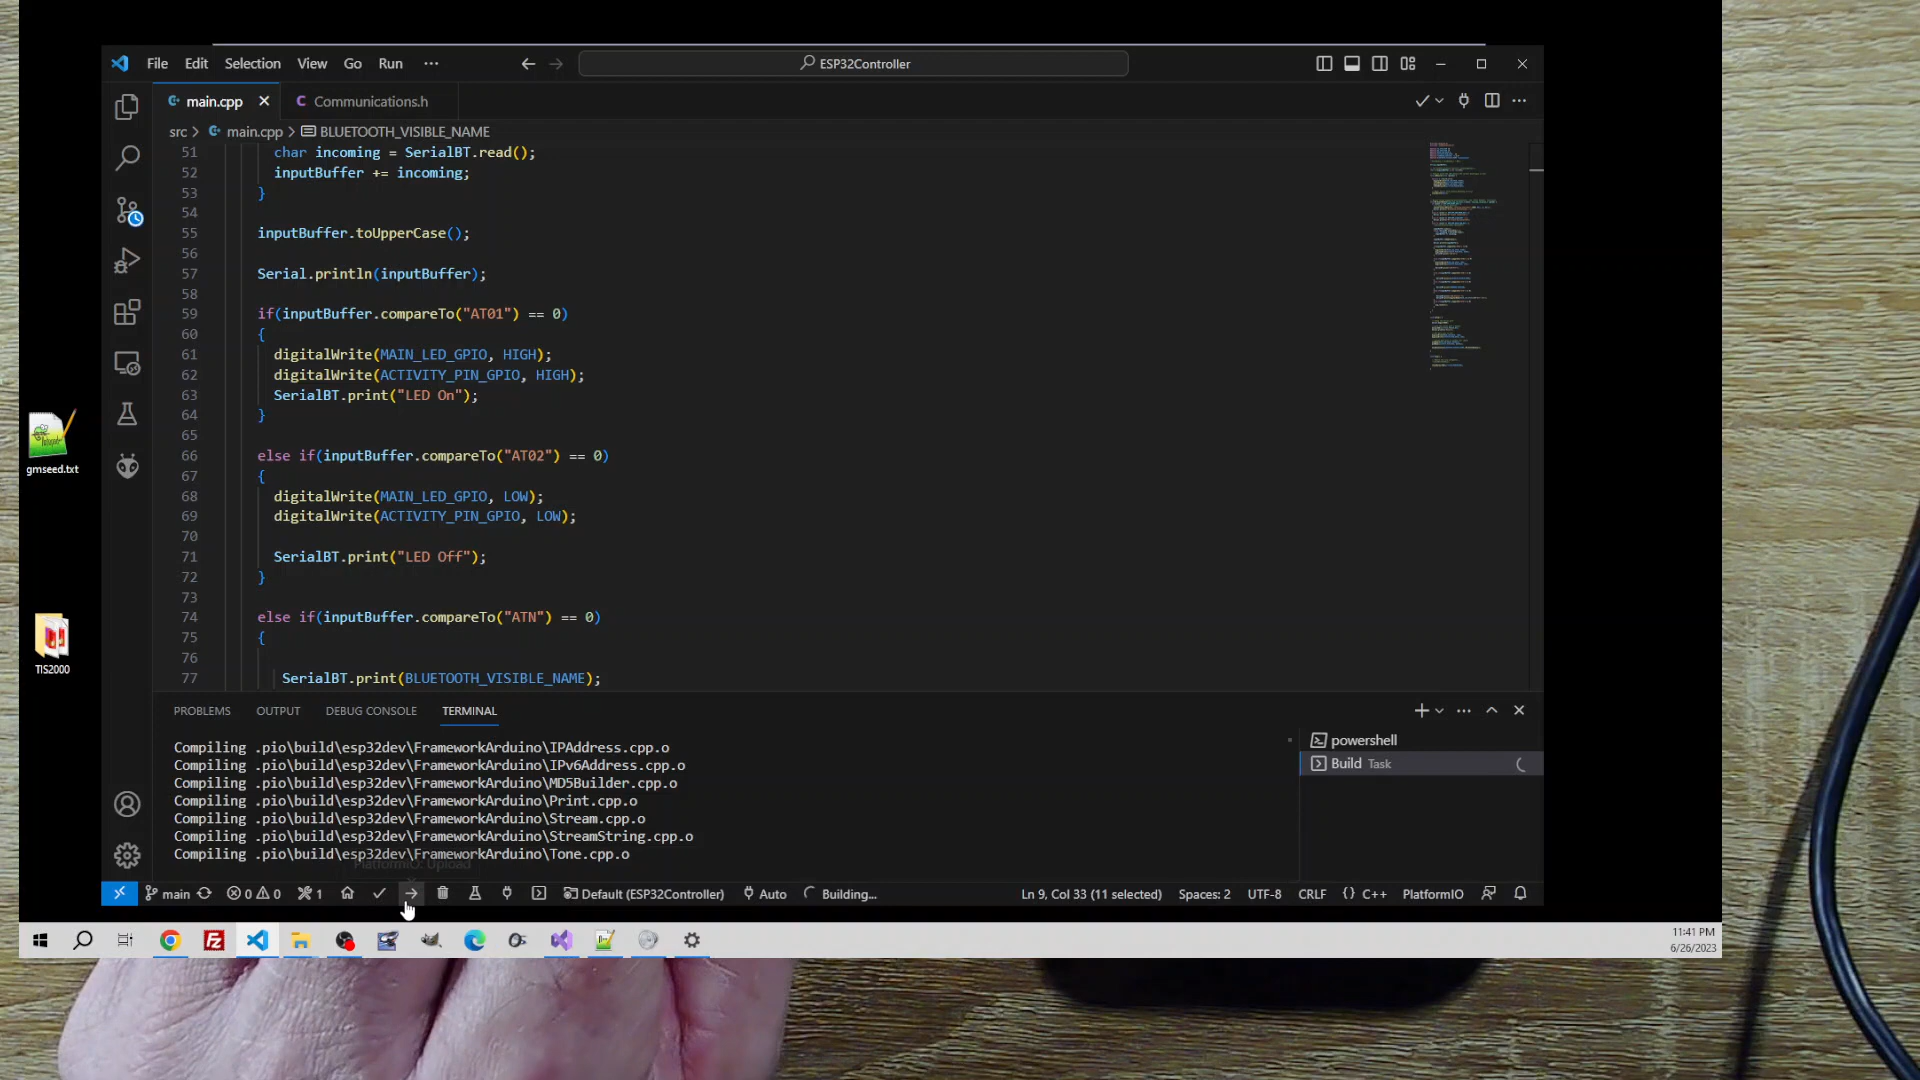 File Edit Selection View Go Run ···
ESP32Controller
main.cpp
Communications.h
src > main.cpp > BLUETOOTH_VISIBLE_NAME
51 char incoming = SerialBT.read();
52 inputBuffer += incoming;
53 }
54
55 inputBuffer.toUpperCase();
56
57 Serial.println(inputBuffer);
58
59 if(inputBuffer.compareTo("AT01") == 0)
60 {
61 digitalWrite(MAIN_LED_GPIO, HIGH);
62 digitalWrite(ACTIVITY_PIN_GPIO, HIGH);
63 SerialBT.print("LED On");
64 }
65
66 else if(inputBuffer.compareTo("AT02") == 0)
67 {
68 digitalWrite(MAIN_LED_GPIO, LOW);
69 digitalWrite(ACTIVITY_PIN_GPIO, LOW);
70
71 SerialBT.print("LED Off");
72 }
73
74 else if(inputBuffer.compareTo("ATN") == 0)
75 {
76
77 SerialBT.print(BLUETOOTH_VISIBLE_NAME);
gmseed.txt
TIS2000
PROBLEMS OUTPUT DEBUG CONSOLE TERMINAL
Compiling .pio\build\esp32dev\FrameworkArduino\IPAddress.cpp.o
Compiling .pio\build\esp32dev\FrameworkArduino\IPv6Address.cpp.o
Compiling .pio\build\esp32dev\FrameworkArduino\MD5Builder.cpp.o
Compiling .pio\build\esp32dev\FrameworkArduino\Print.cpp.o
Compiling .pio\build\esp32dev\FrameworkArduino\Stream.cpp.o
Compiling .pio\build\esp32dev\FrameworkArduino\StreamString.cpp.o
Compiling .pio\build\esp32dev\FrameworkArduino\Tone.cpp.o
PlatformIO: Upload
powershell
Build Task
main 0 0 1 Default (ESP32Controller) Auto Building... Ln 9, Col 33 (11 selected) Spaces: 2 UTF-8 CRLF {} C++ PlatformIO
11:41 PM
6/26/2023